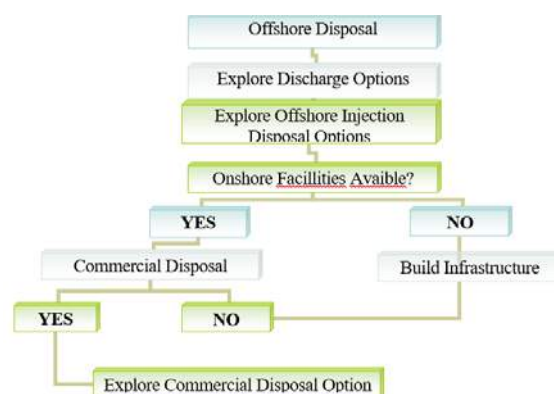 Offshore Disposal
Explore Discharge Options
Explore Offshore Injection
Disposal Options
Onshore Facillities Avaible?
YES
NO
Commercial Disposal
Build Infrastructure
YES
NO
Explore Commercial Disposal Option